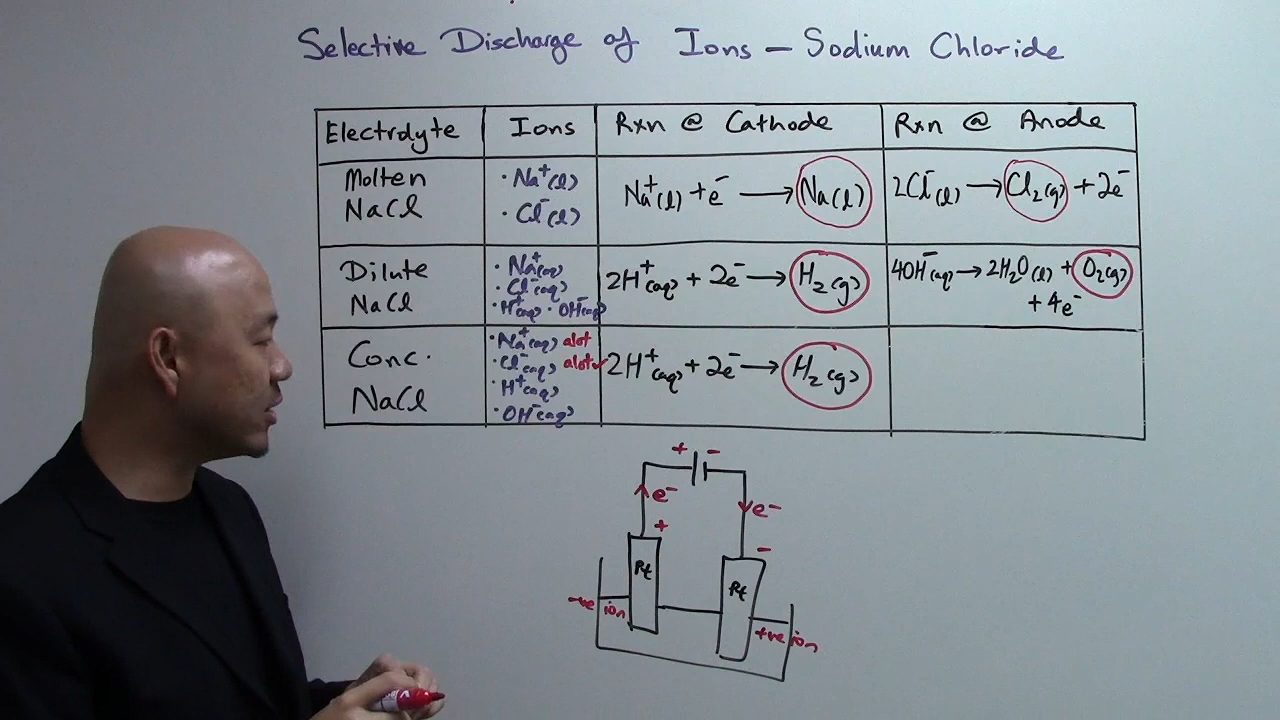 Selective Discharge of Ions – Sodium Chloride
Electrolyte Ions Rxn @ Cathode Rxn @ Anode
Molten NaCl
· Na⁺(l)
· Cl⁻(l)
Na⁺(l) + e⁻ → Na(l)
2Cl⁻(l) → Cl₂(g) + 2e⁻
Dilute
NaCl
· Na⁺(aq)
· Cl⁻(aq)
· H⁺(aq) · OH⁻(aq)
2H⁺(aq) + 2e⁻ → H₂(g)
4OH⁻(aq) → 2H₂O(l) + O₂(g)
+ 4e⁻
Conc.
NaCl
· Na⁺(aq) alot
· Cl⁻(aq) alot
· H⁺(aq)
· OH⁻(aq)
2H⁺(aq) + 2e⁻ → H₂(g)
+ –
e⁻ e⁻
+ –
Pt Pt
-ve ion +ve ion